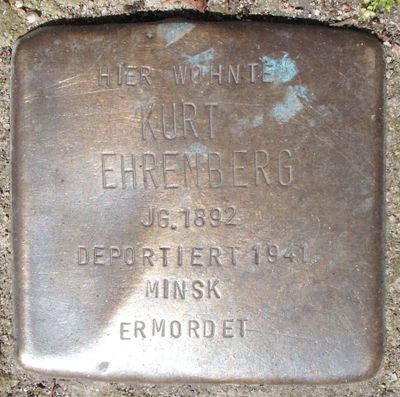 HIER WOHNTE
KURT
EHRENBERG
JG. 1892
DEPORTIERT 1941
MINSK
ERMORDET